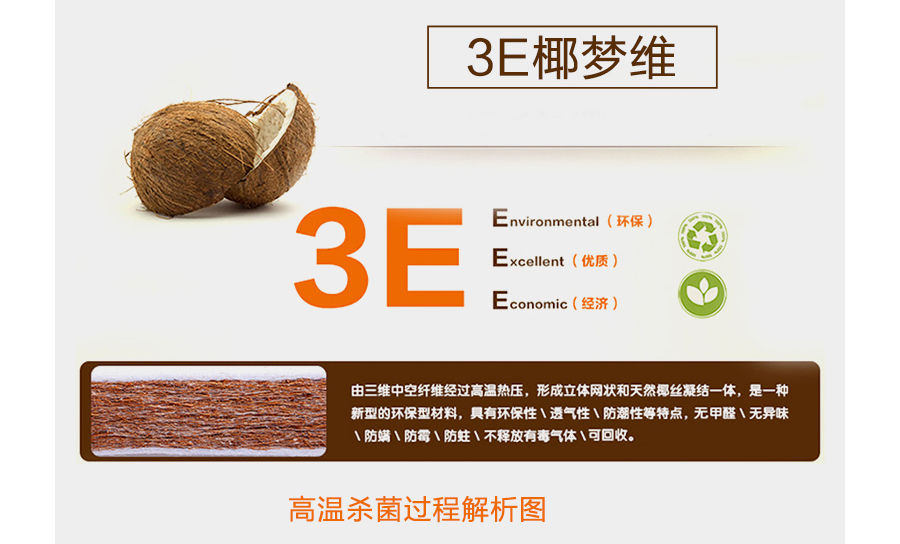 3E椰梦维
3E
Environmental（环保）
Excellent（优质）
Economic（经济）
由三维中空纤维经过高温热压，形成立体网状和天然椰丝凝结一体，是一种
新型的环保型材料，具有环保性\透气性\防潮性等特点，无甲醛\无异味
\防螨\防霉\防蛀\不释放有毒气体\可回收。
高温杀菌过程解析图